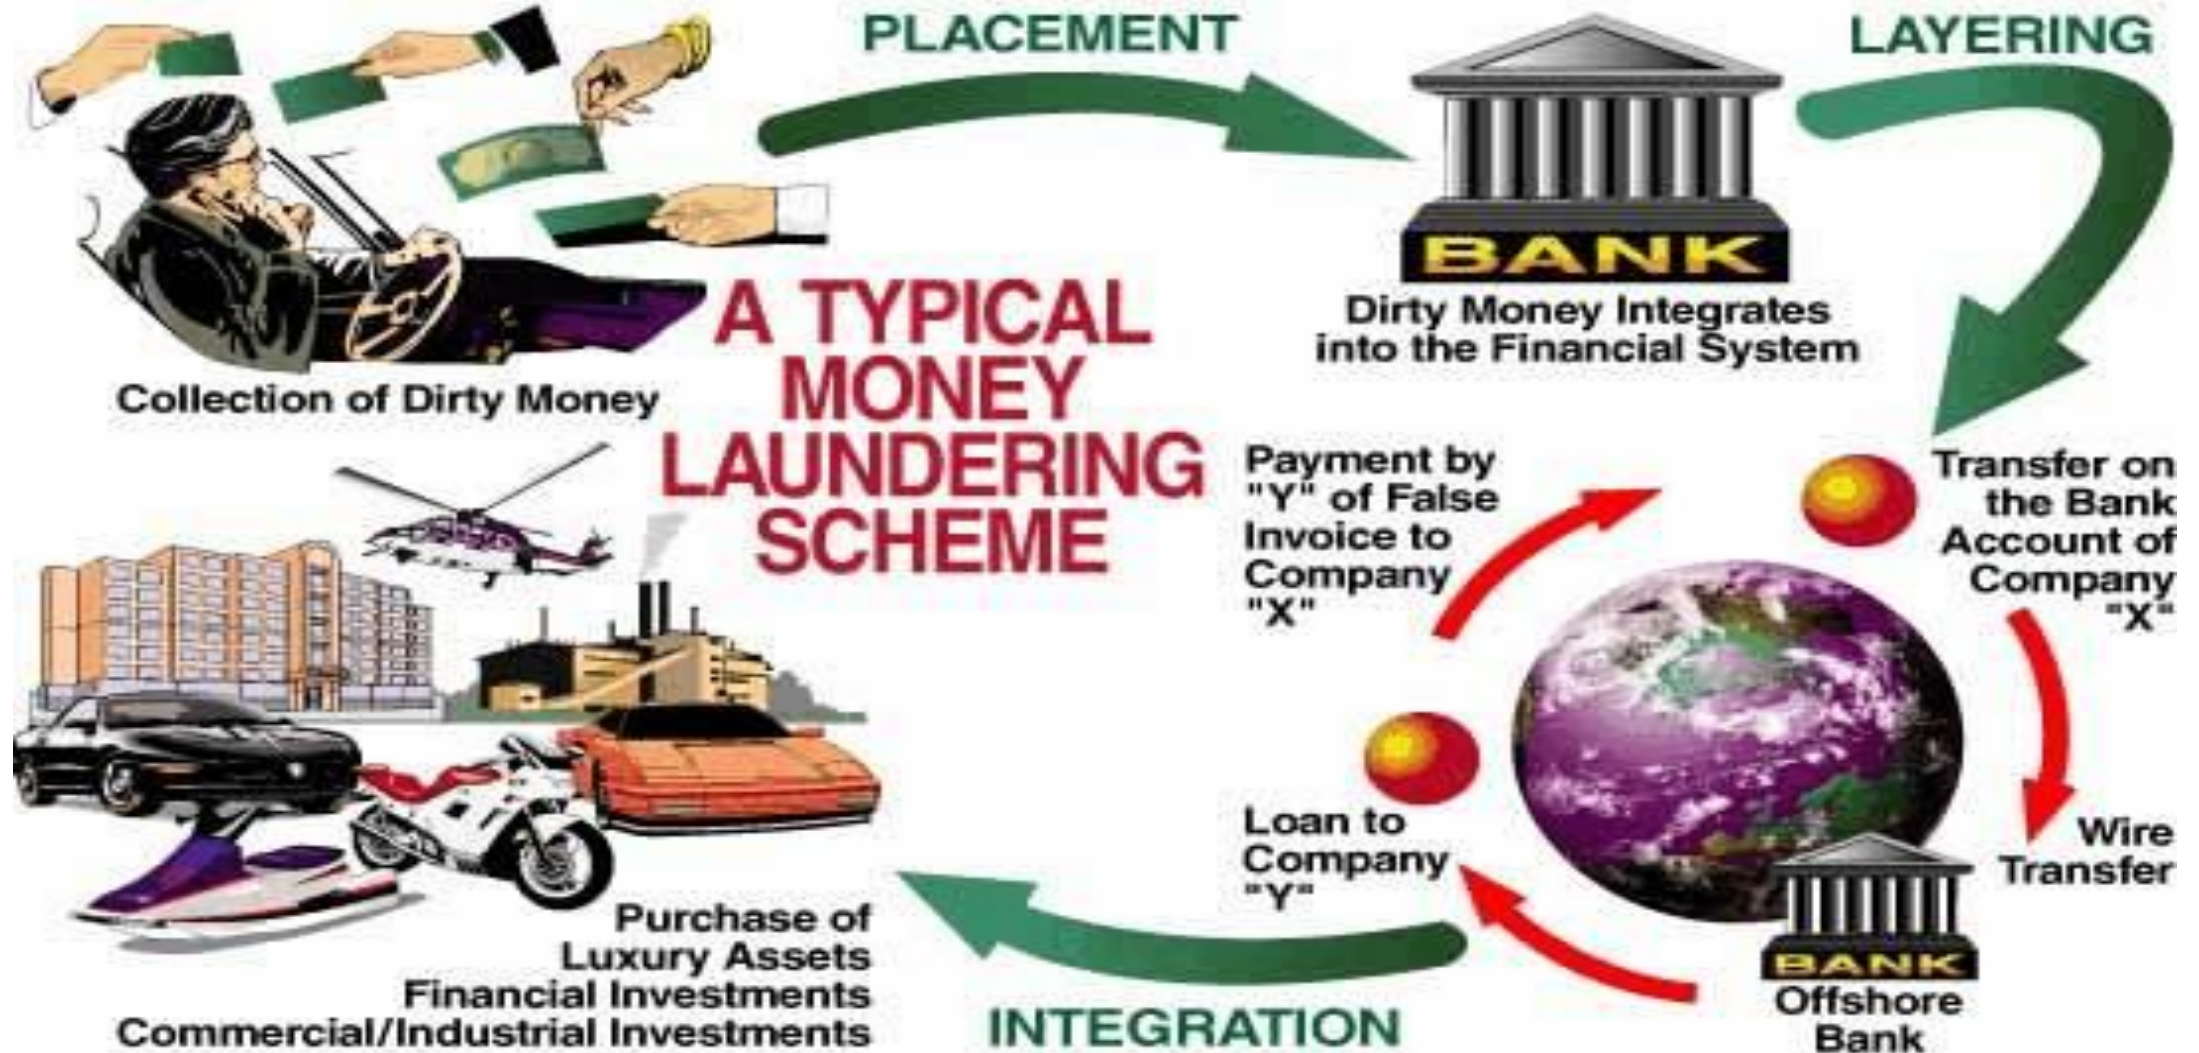 PLACEMENT
LAYERING
BANK
Dirty Money Integrates
into the Financial System
Collection of Dirty Money
A TYPICAL
MONEY
LAUNDERING
SCHEME
Payment by
"Y" of False
Invoice to
Company
"X"
Transfer on
the Bank
Account of
Company
"X"
Wire
Transfer
Loan to
Company
"Y"
BANK
Offshore
Bank
INTEGRATION
Purchase of
Luxury Assets
Financial Investments
Commercial/Industrial Investments